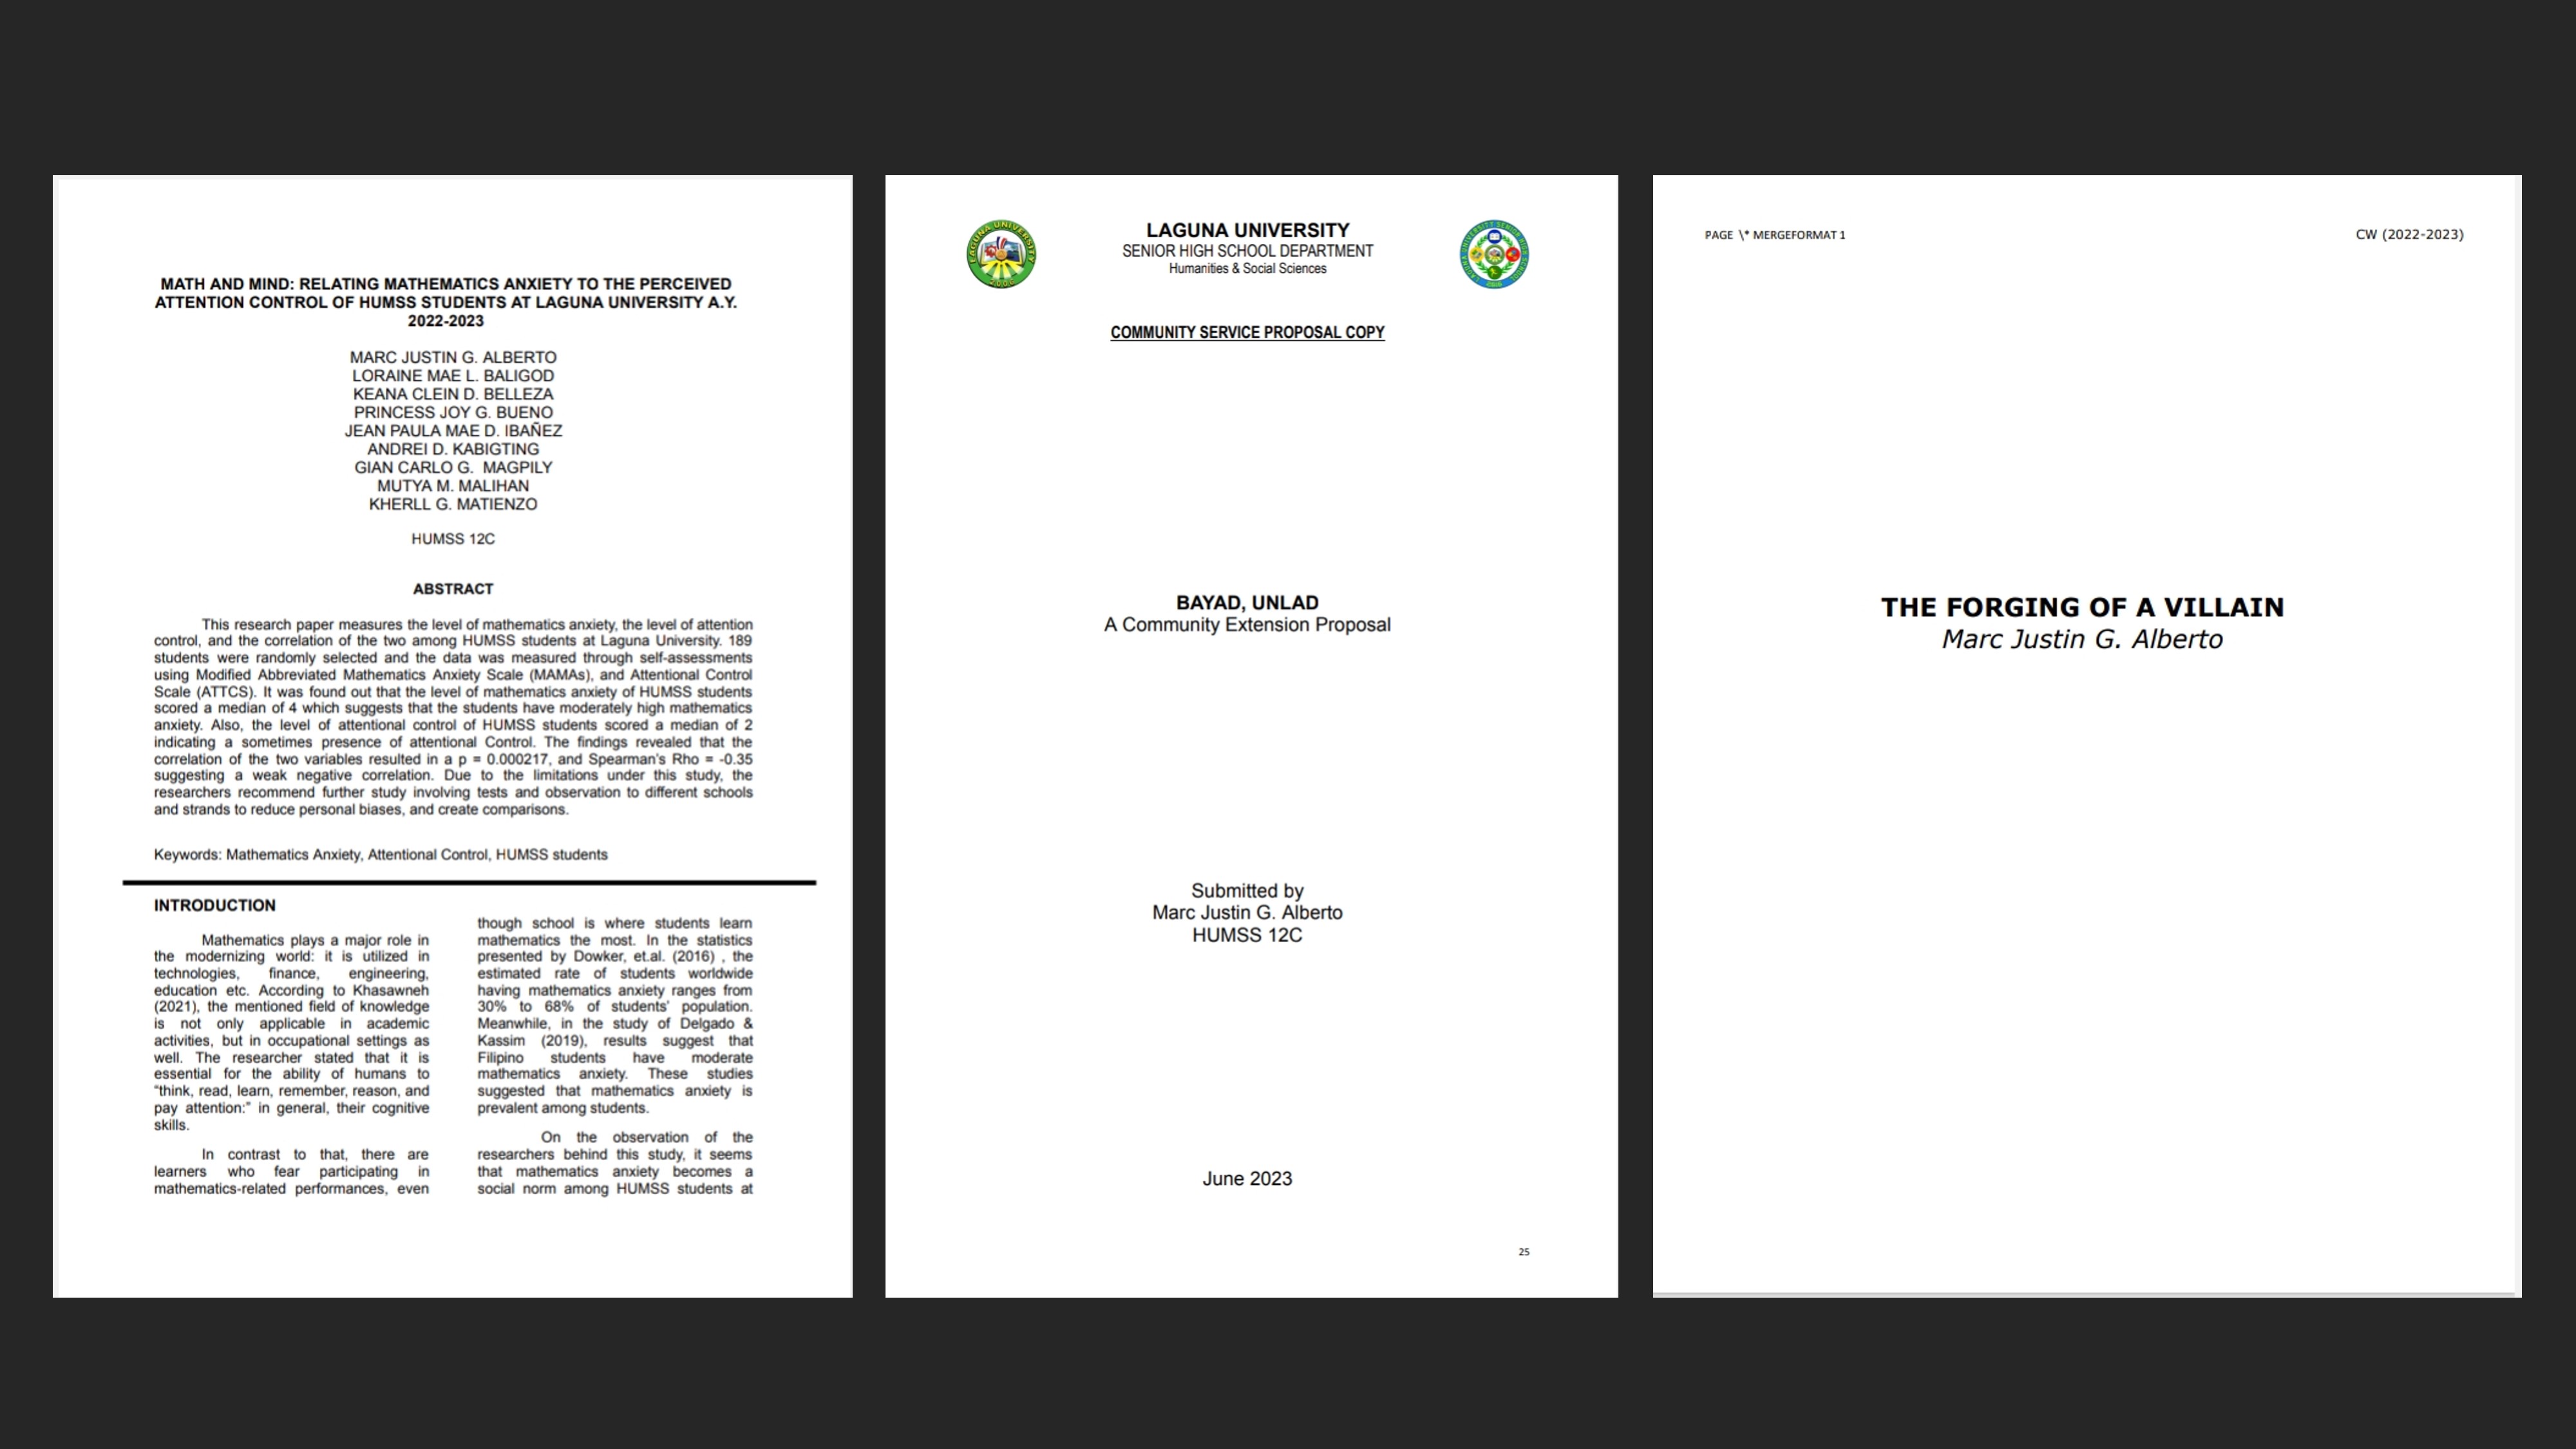 MATH AND MIND: RELATING MATHEMATICS ANXIETY TO THE PERCEIVED
ATTENTION CONTROL OF HUMSS STUDENTS AT LAGUNA UNIVERSITY A.Y.
2022-2023
MARC JUSTIN G. ALBERTO
LORAINE MAE L. BALIGOD
KEANA CLEIN D. BELLEZA
PRINCESS JOY G. BUENO
JEAN PAULA MAE D. IBAÑEZ
ANDREI D. KABIGTING
GIAN CARLO G. MAGPILY
MUTYA M. MALIHAN
KHERLL G. MATIENZO
HUMSS 12C
ABSTRACT
This research paper measures the level of mathematics anxiety, the level of attention
control, and the correlation of the two among HUMSS students at Laguna University. 189
students were randomly selected and the data was measured through self-assessments
using Modified Abbreviated Mathematics Anxiety Scale (MAMAs), and Attentional Control
Scale (ATTCS). It was found out that the level of mathematics anxiety of HUMSS students
scored a median of 4 which suggests that the students have moderately high mathematics
anxiety. Also, the level of attentional control of HUMSS students scored a median of 2
indicating a sometimes presence of attentional Control. The findings revealed that the
correlation of the two variables resulted in a p = 0.000217, and Spearman's Rho = -0.35
suggesting a weak negative correlation. Due to the limitations under this study, the
researchers recommend further study involving tests and observation to different schools
and strands to reduce personal biases, and create comparisons.
Keywords: Mathematics Anxiety, Attentional Control, HUMSS students
INTRODUCTION
Mathematics plays a major role in
the modernizing world: it is utilized in
technologies, finance, engineering,
education etc. According to Khasawneh
(2021), the mentioned field of knowledge
is not only applicable in academic
activities, but in occupational settings as
well. The researcher stated that it is
essential for the ability of humans to
“think, read, learn, remember, reason, and
pay attention:” in general, their cognitive
skills.
In contrast to that, there are
learners who fear participating in
mathematics-related performances, even
though school is where students learn
mathematics the most. In the statistics
presented by Dowker, et.al. (2016) , the
estimated rate of students worldwide
having mathematics anxiety ranges from
30% to 68% of students’ population.
Meanwhile, in the study of Delgado &
Kassim (2019), results suggest that
Filipino students have moderate
mathematics anxiety. These studies
suggested that mathematics anxiety is
prevalent among students.
On the observation of the
researchers behind this study, it seems
that mathematics anxiety becomes a
social norm among HUMSS students at
LAGUNA UNIVERSITY
2006
LAGUNA UNIVERSITY
SENIOR HIGH SCHOOL DEPARTMENT
Humanities & Social Sciences
COMMUNITY SERVICE PROPOSAL COPY
BAYAD, UNLAD
A Community Extension Proposal
Submitted by
Marc Justin G. Alberto
HUMSS 12C
June 2023
25
PAGE \* MERGEFORMAT 1
CW (2022-2023)
THE FORGING OF A VILLAIN
Marc Justin G. Alberto